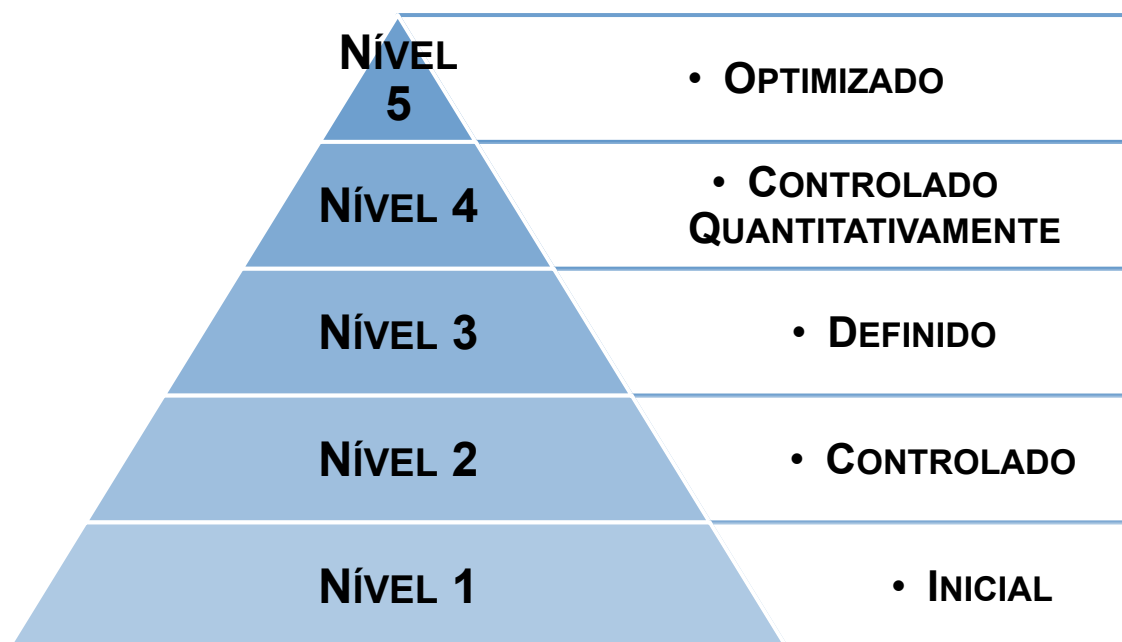 NÍVEL
5
• OPTIMIZADO
NÍVEL 4
• CONTROLADO
QUANTITATIVAMENTE
NÍVEL 3
• DEFINIDO
NÍVEL 2
• CONTROLADO
NÍVEL 1
• INICIAL